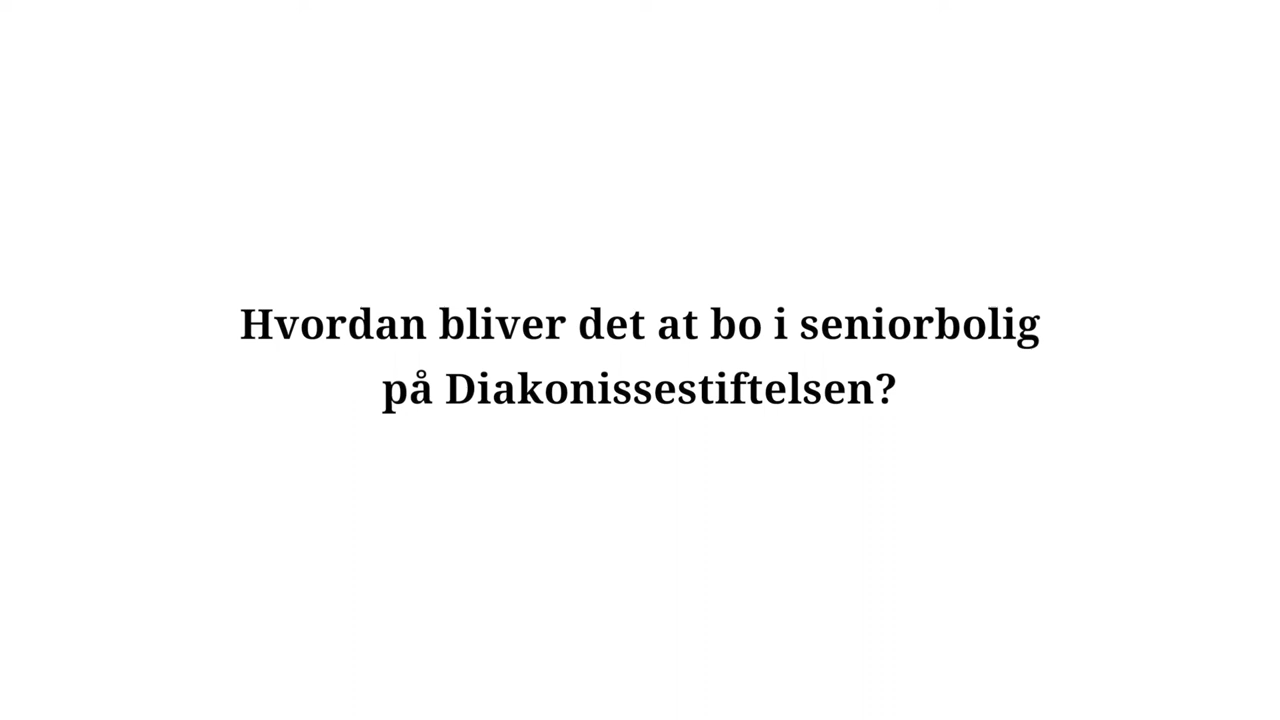 Hvordan bliver det at bo i seniorbolig
på Diakonissestiftelsen?